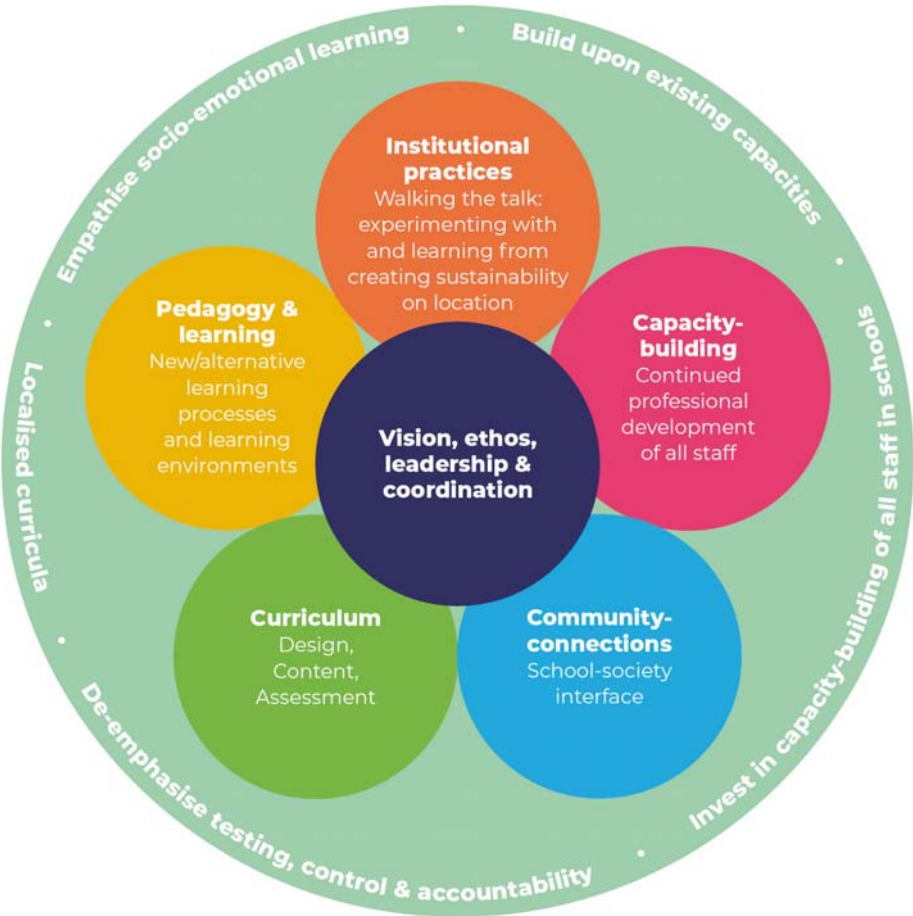 Empathise socio-emotional learning
•
Build upon existing capacities
•
Invest in capacity-building of all staff in schools
•
De-emphasise testing, control & accountability
•
Localised curricula
•
Institutional
practices
Walking the talk:
experimenting with
and learning from
creating sustainability
on location
Pedagogy &
learning
New/alternative
learning
processes
and learning
environments
Capacity-
building
Continued
professional
development
of all staff
Vision, ethos,
leadership &
coordination
Curriculum
Design,
Content,
Assessment
Community-
connections
School-society
interface